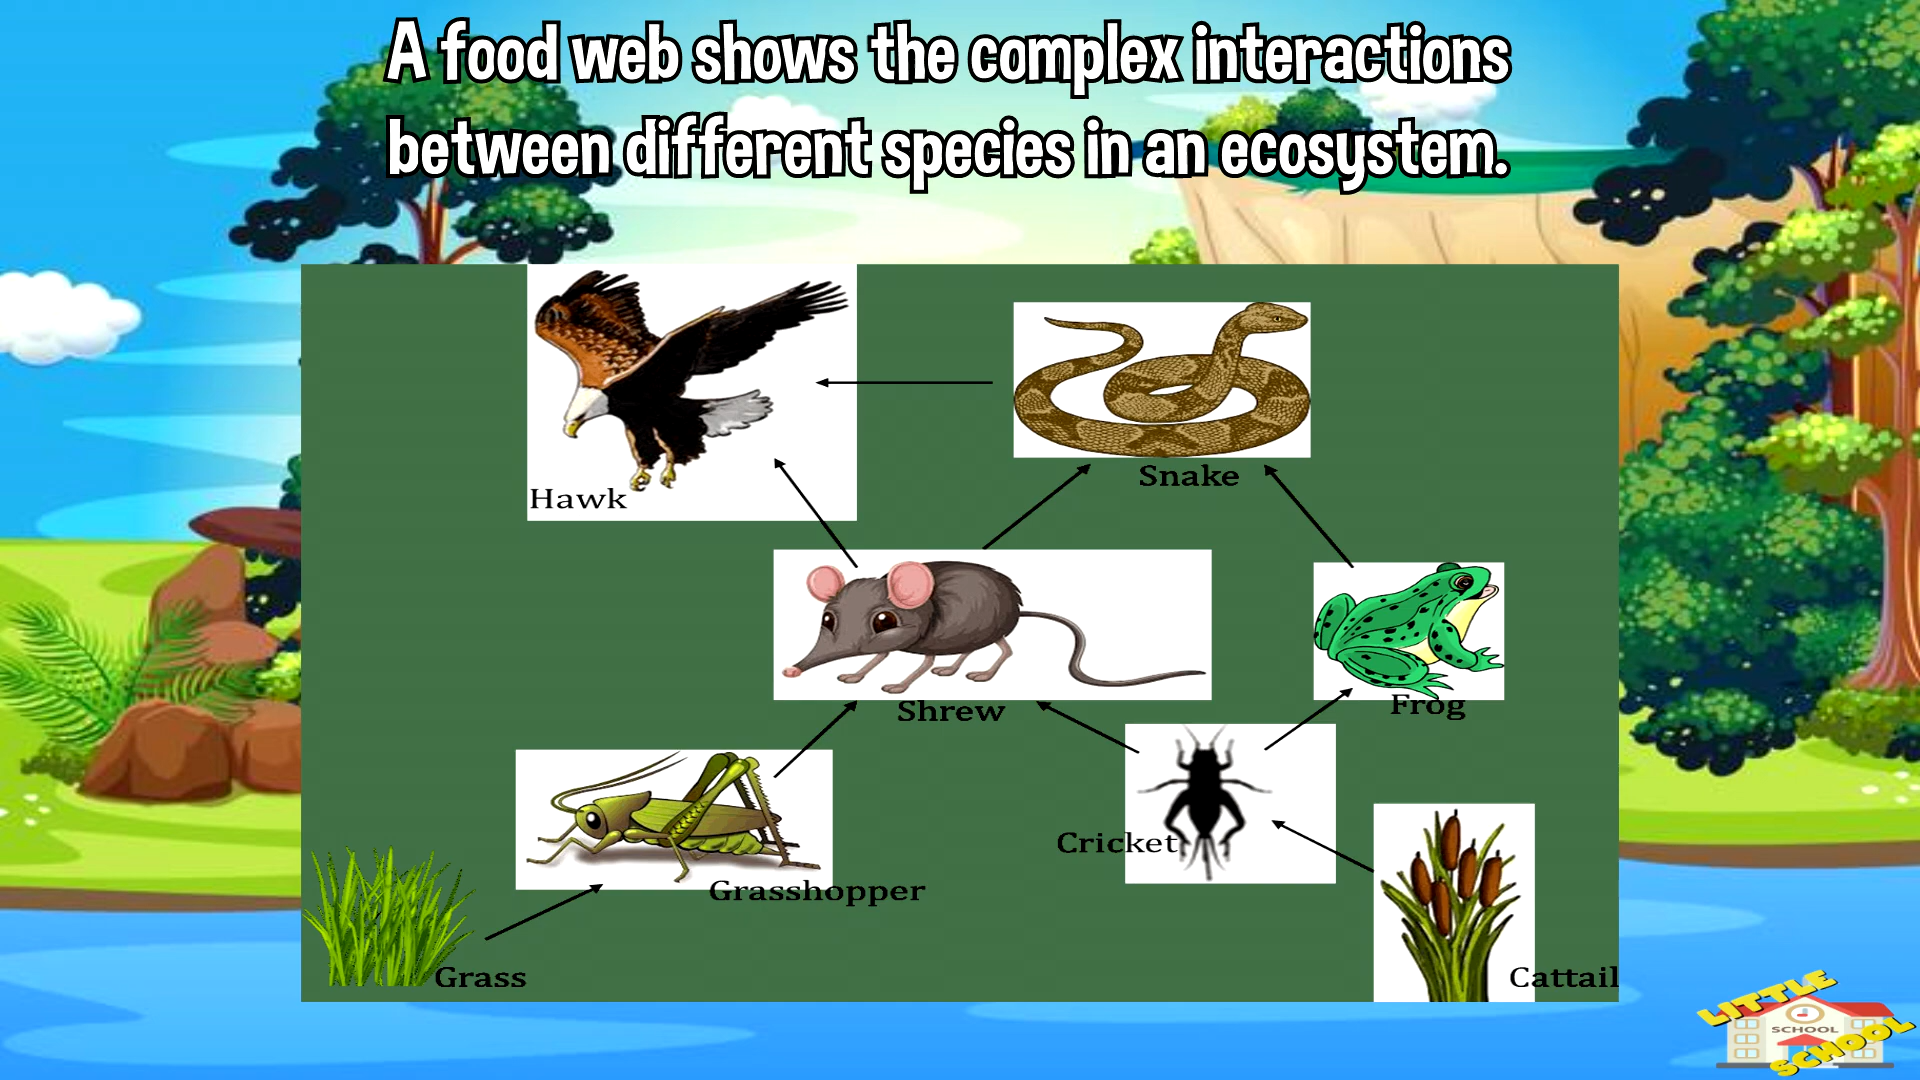 A food web shows the complex interactions
between different species in an ecosystem.
Hawk
Snake
Shrew
Frog
Cricket
Grasshopper
Grass
Cattail
LITTLE
SCHOOL
SCHOOL